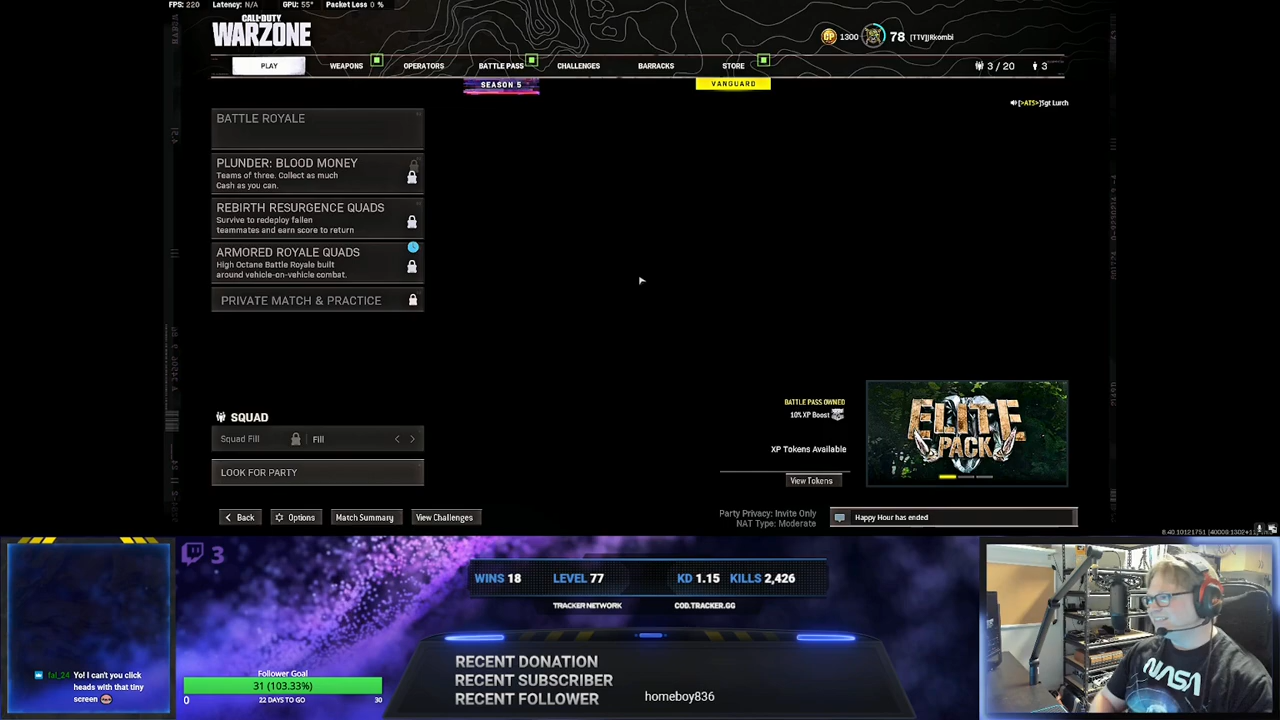 FPS: 220 Latency: N/A GPU: 55° Packet Loss 0 %
CALL OF DUTY
WARZONE
1300 78 [TTV]JRkombi
PLAY WEAPONS OPERATORS BATTLE PASS CHALLENGES BARRACKS STORE 3 / 20 3
SEASON 5 VANGUARD
[>ATS>]Sgt Lurch
BATTLE ROYALE
PLUNDER: BLOOD MONEY
Teams of three. Collect as much
Cash as you can.
REBIRTH RESURGENCE QUADS
Survive to redeploy fallen
teammates and earn score to return
ARMORED ROYALE QUADS
High Octane Battle Royale built
around vehicle-on-vehicle combat.
PRIVATE MATCH & PRACTICE
BATTLE PASS OWNED
10% XP Boost
XP Tokens Available
View Tokens
ELITE
PACK
SQUAD
Squad Fill Fill
LOOK FOR PARTY
Back Options Match Summary View Challenges
Party Privacy: Invite Only
NAT Type: Moderate
Happy Hour has ended
3
WINS 18 LEVEL 77 KD 1.15 KILLS 2,426
TRACKER NETWORK COD.TRACKER.GG
fal_24 Yo! I can't you click
heads with that tiny
screen
Follower Goal
31 (103.33%)
0 22 DAYS TO GO 30
RECENT DONATION
RECENT SUBSCRIBER
RECENT FOLLOWER homeboy836
NASA